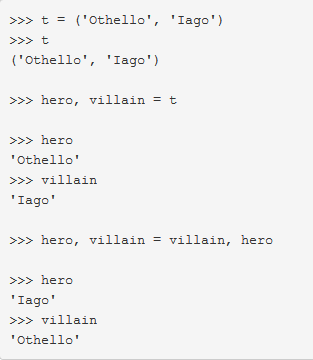 >>> t = ('Othello', 'Iago')
>>> t
('Othello', 'Iago')
>>> hero, villain = t
>>> hero
'Othello'
>>> villain
'Iago'
>>> hero, villain = villain, hero
>>> hero
'Iago'
>>> villain
'Othello'